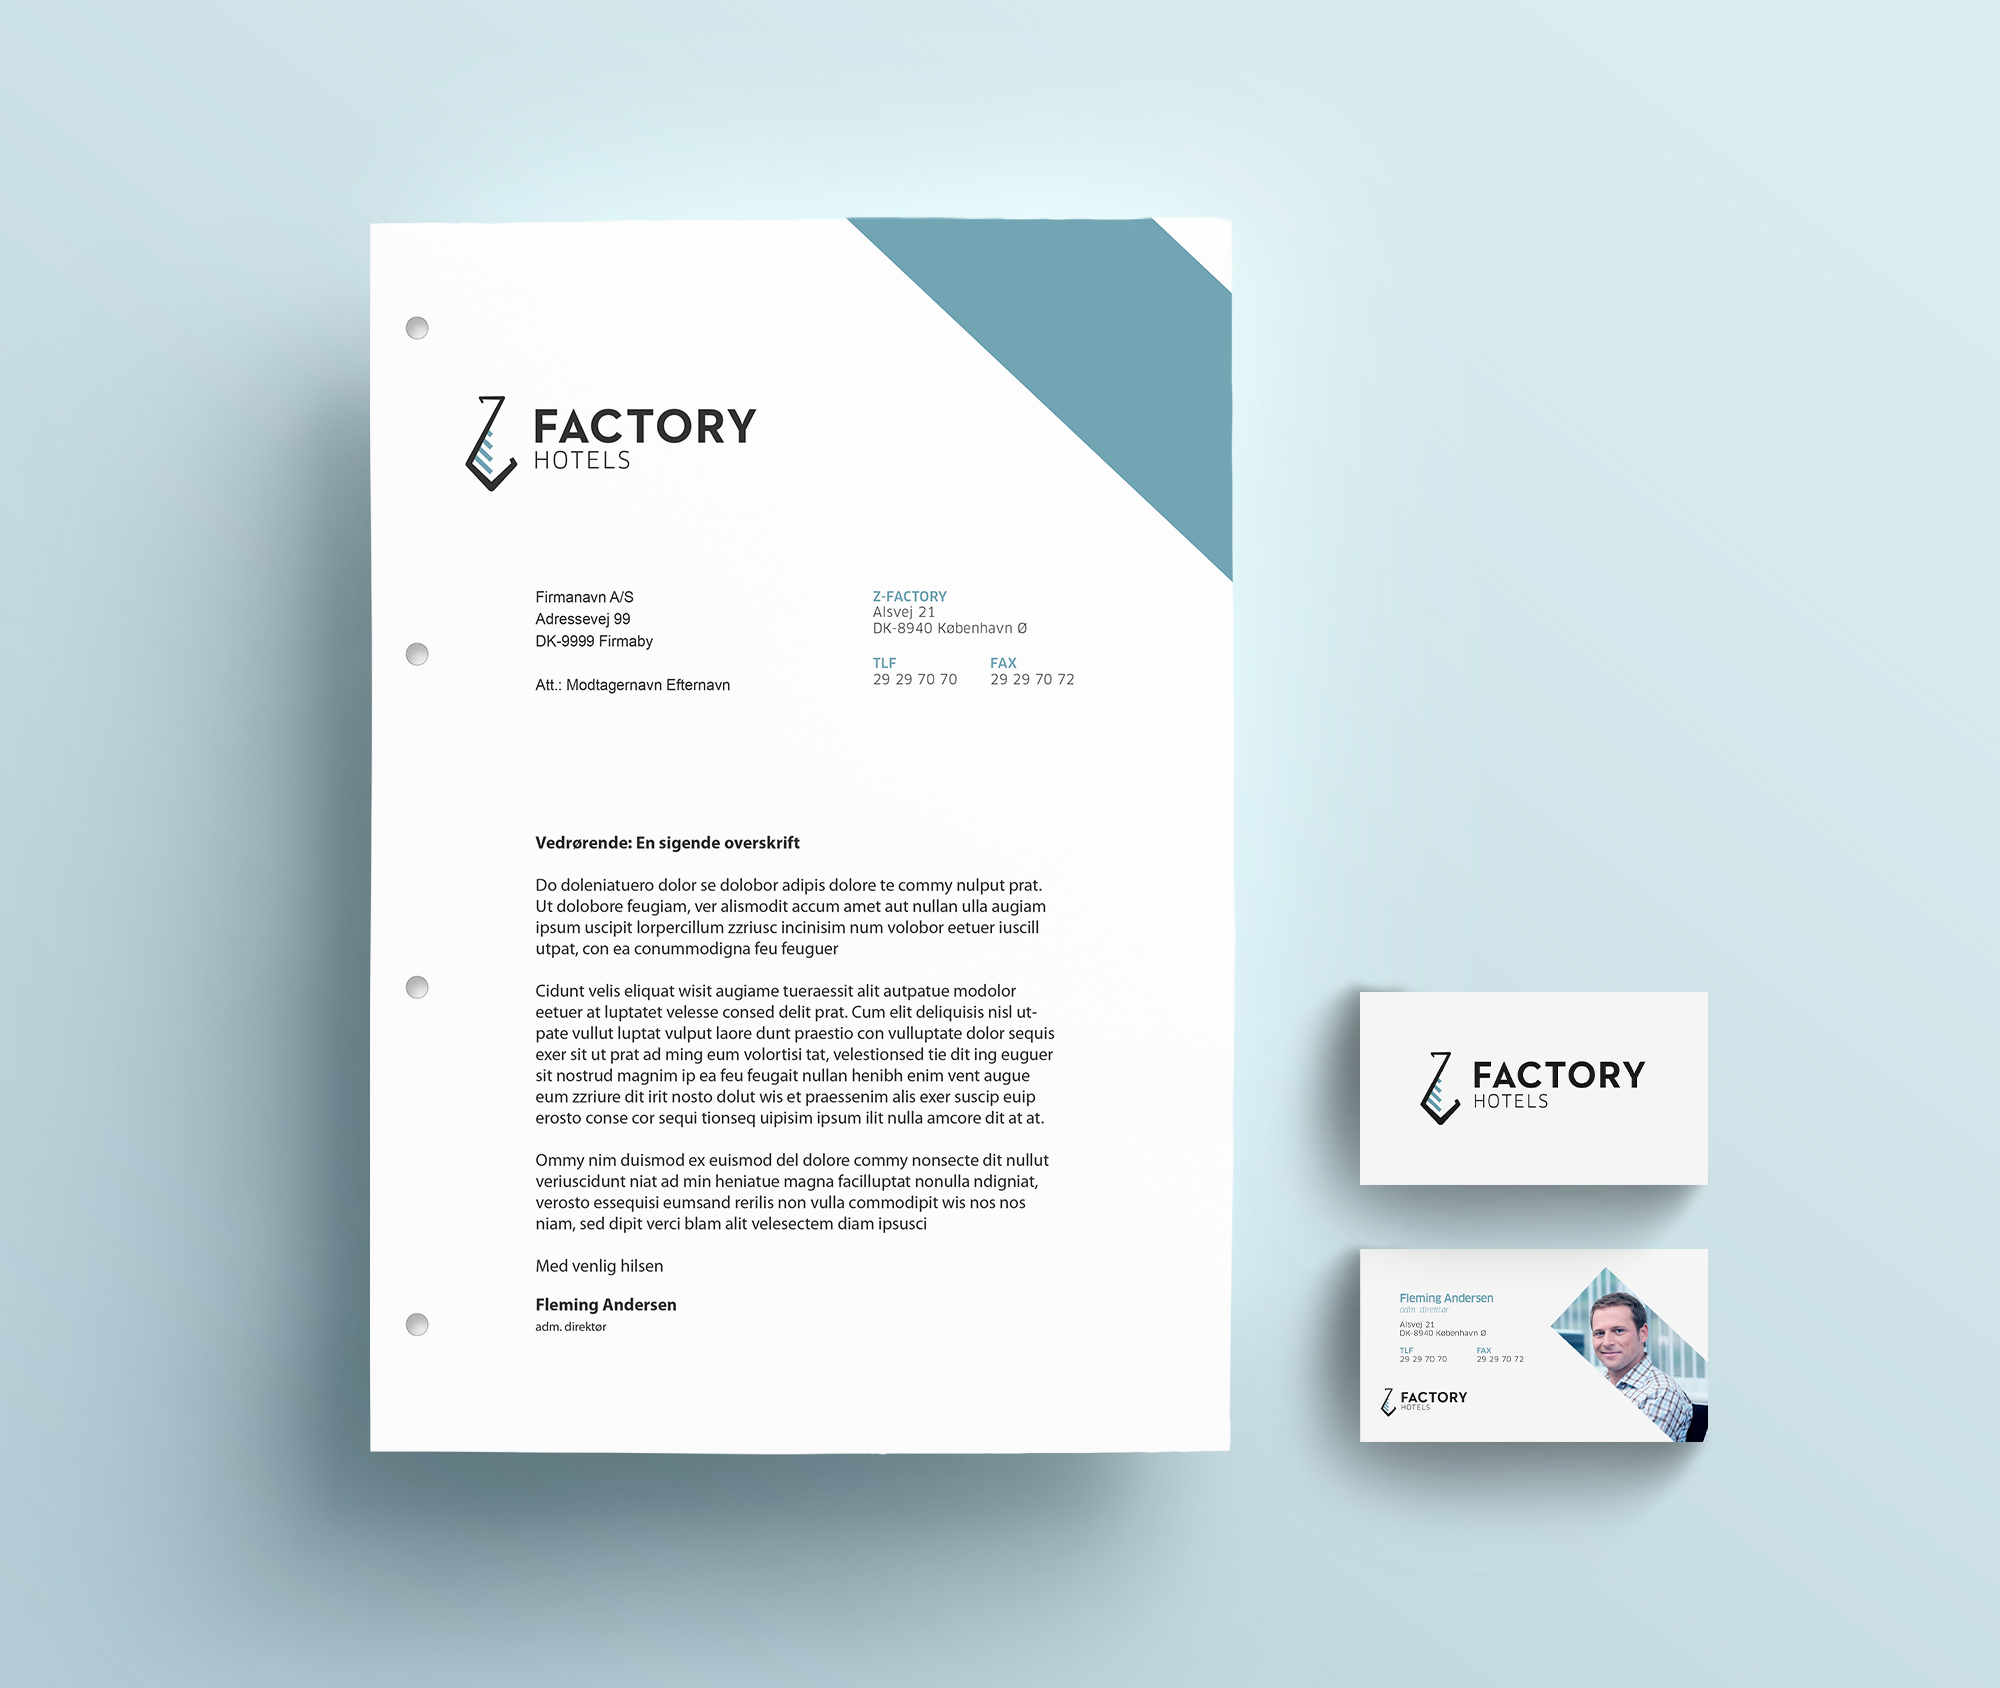 Z FACTORY
HOTELS
Firmanavn A/S
Adressevej 99
DK-9999 Firmaby
Att.: Modtagernavn Efternavn
Z-FACTORY
Alsvej 21
DK-8940 København Ø
TLF FAX
29 29 70 70 29 29 70 72
Vedrørende: En sigende overskrift
Do doleniatuero dolor se dolobor adipis dolore te commy nulput prat.
Ut dolobore feugiam, ver alismodit accum amet aut nullan ulla augiam
ipsum uscipit lorpercillum zzriusc incinisim num volobor eetuer iuscill
utpat, con ea conummodigna feu feuguer
Cidunt velis eliquat wisit augiame tueraessit alit autpatue modolor
eetuer at luptatet velesse consed delit prat. Cum elit deliquisis nisl ut-
pate vullut luptat vulput laore dunt praestio con vulluptate dolor sequis
exer sit ut prat ad ming eum volortisi tat, velestionsed tie dit ing euguer
sit nostrud magnim ip ea feu feugait nullan henibh enim vent augue
eum zzriure dit irit nosto dolut wis et praessenim alis exer suscip euip
erosto conse cor sequi tionseq uipisim ipsum ilit nulla amcore dit at at.
Ommy nim duismod ex euismod del dolore commy nonsecte dit nullut
veriuscidunt niat ad min heniatue magna facilluptat nonulla ndigniat,
verosto essequisi eumsand rerilis non vulla commodipit wis nos nos
niam, sed dipit verci blam alit velesectem diam ipsusci
Med venlig hilsen
Fleming Andersen
adm. direktør
Z FACTORY
HOTELS
Fleming Andersen
adm. direktør
Alsvej 21
DK-8940 København Ø
TLF FAX
29 29 70 70 29 29 70 72
Z FACTORY
HOTELS